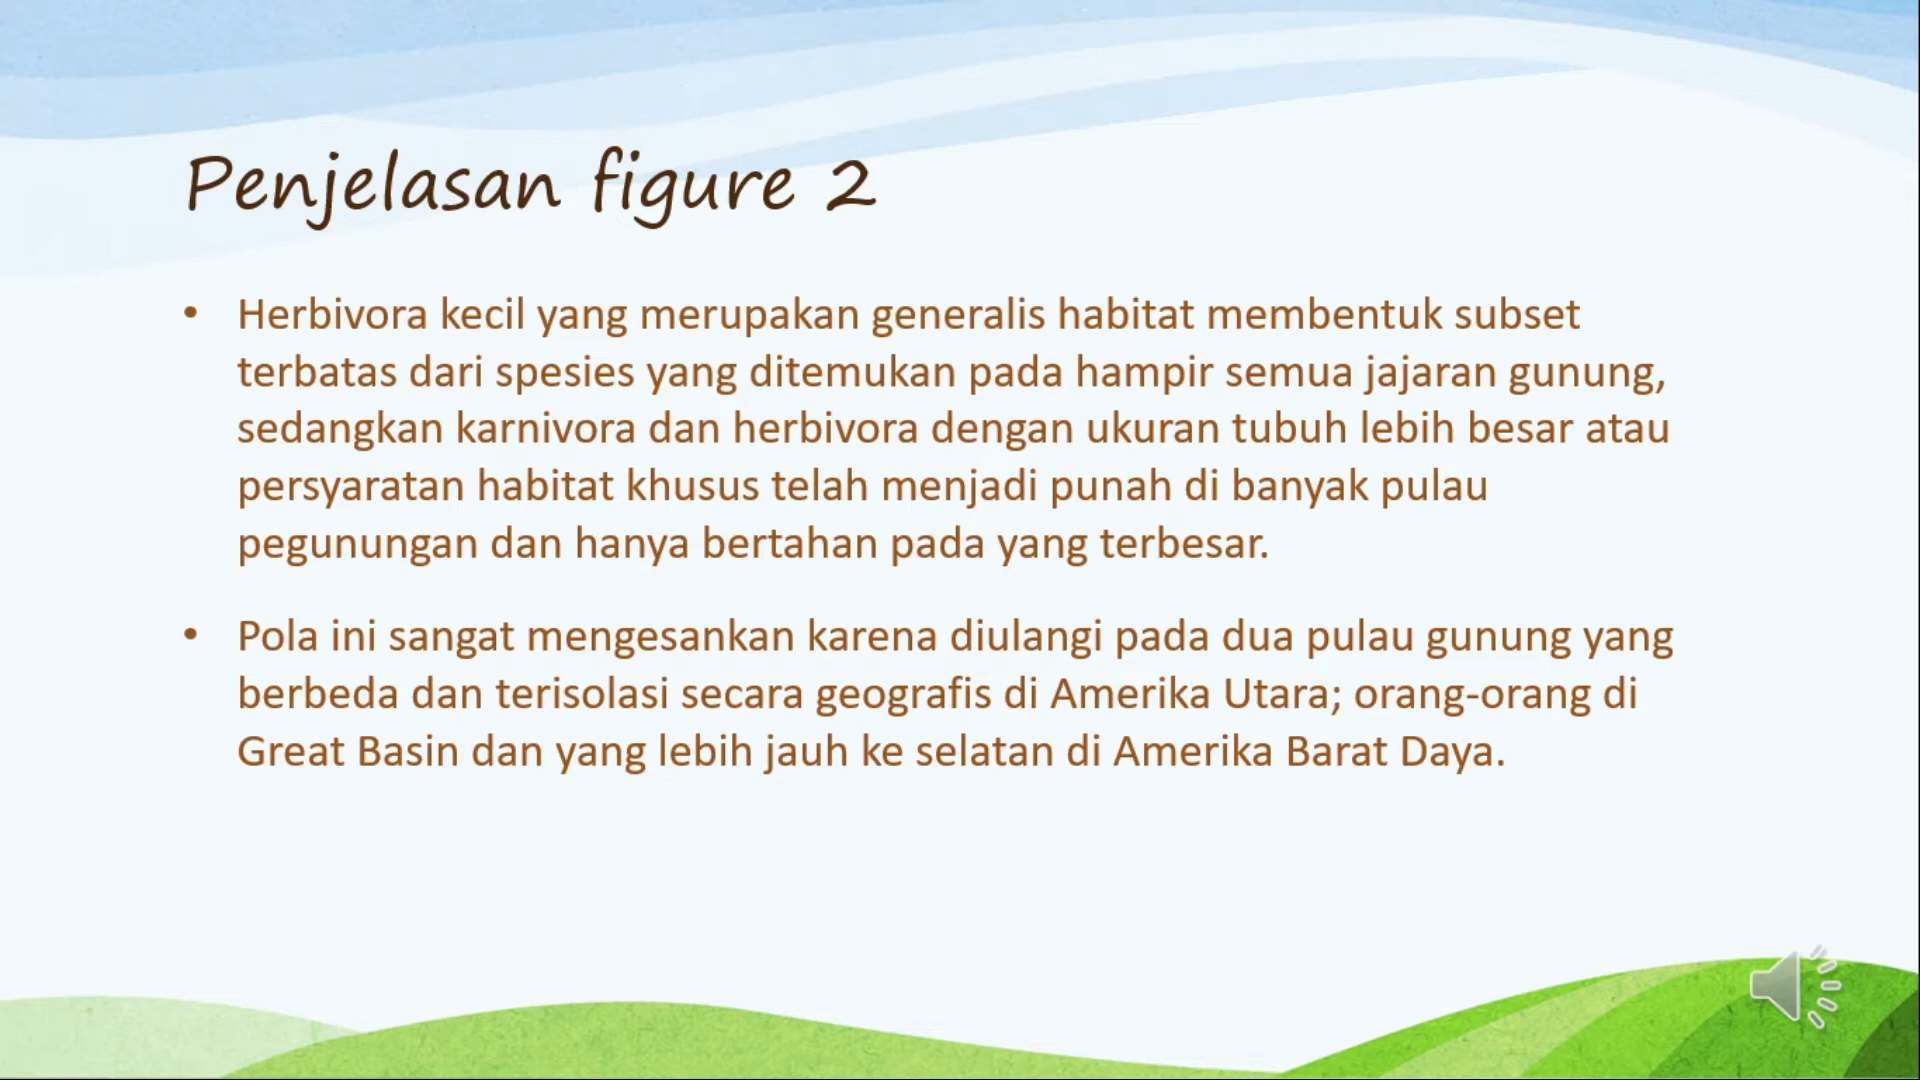 Penjelasan figure 2
• Herbivora kecil yang merupakan generalis habitat membentuk subset
terbatas dari spesies yang ditemukan pada hampir semua jajaran gunung,
sedangkan karnivora dan herbivora dengan ukuran tubuh lebih besar atau
persyaratan habitat khusus telah menjadi punah di banyak pulau
pegunungan dan hanya bertahan pada yang terbesar.
• Pola ini sangat mengesankan karena diulangi pada dua pulau gunung yang
berbeda dan terisolasi secara geografis di Amerika Utara; orang-orang di
Great Basin dan yang lebih jauh ke selatan di Amerika Barat Daya.